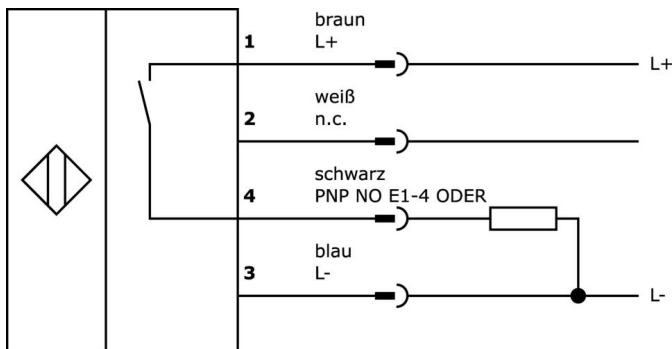 braun
1 L+
L+
weiß
2 n.c.
schwarz
4 PNP NO E1-4 ODER
blau
3 L-
L-